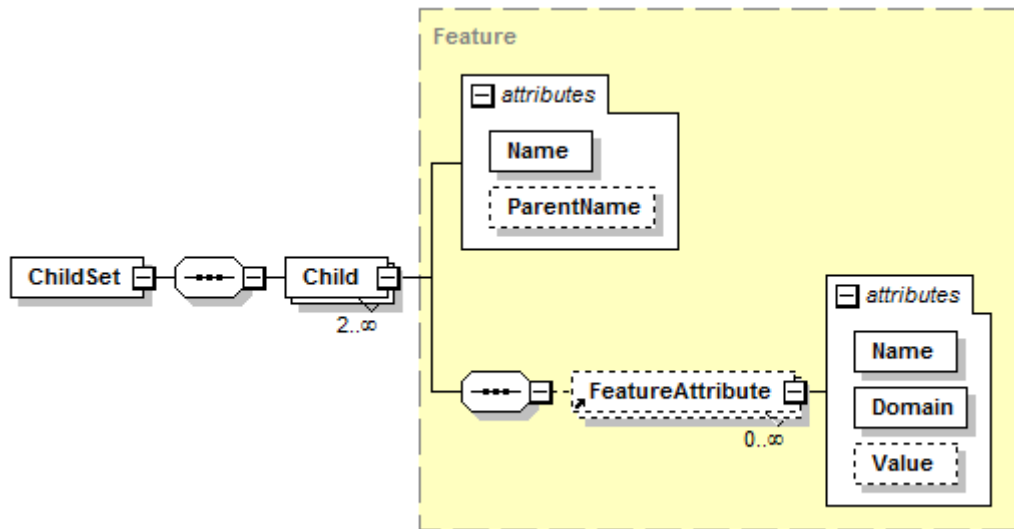 Feature
attributes
Name
ParentName
ChildSet
Child
2..∞
attributes
FeatureAttribute
0..∞
Name
Domain
Value